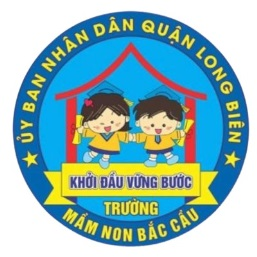 ỦY BAN NHÂN DÂN QUẬN LONG BIÊN
KHỞI ĐẦU VỮNG BƯỚC
TRƯỜNG
MẦM NON BẮC CẦU